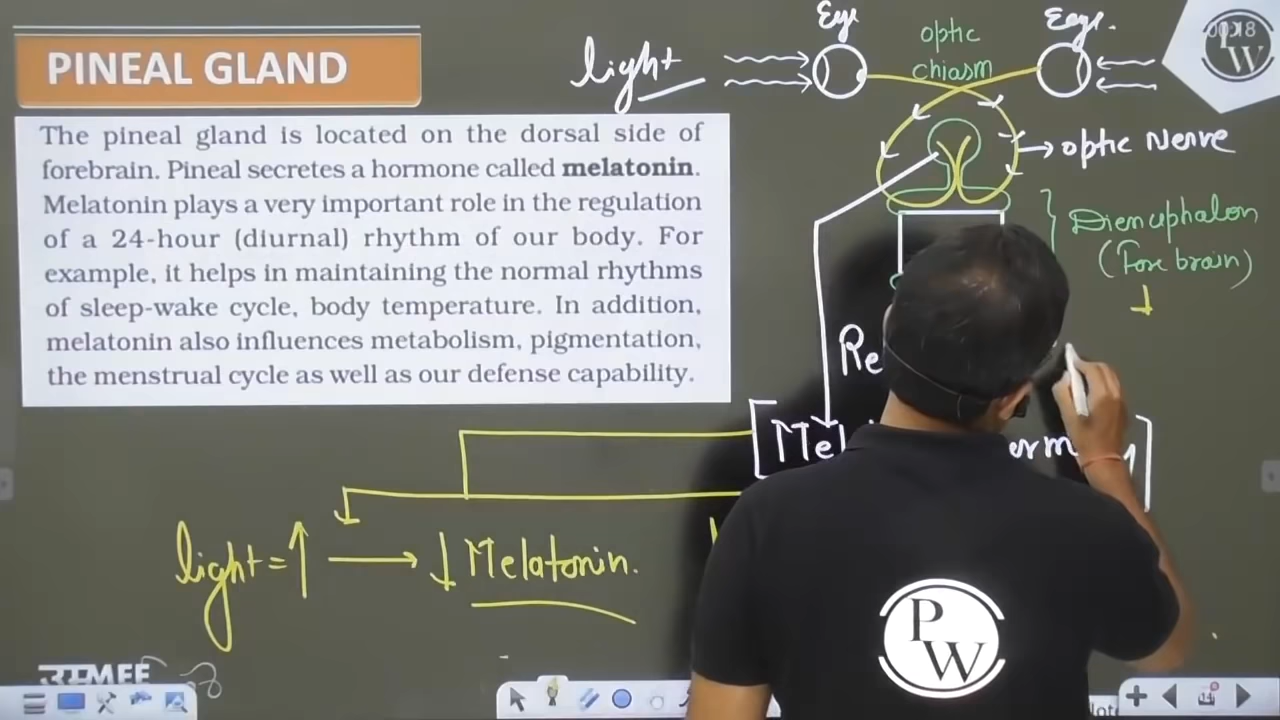 PINEAL GLAND
The pineal gland is located on the dorsal side of
forebrain. Pineal secretes a hormone called melatonin.
Melatonin plays a very important role in the regulation
of a 24-hour (diurnal) rhythm of our body. For
example, it helps in maintaining the normal rhythms
of sleep-wake cycle, body temperature. In addition,
melatonin also influences metabolism, pigmentation,
the menstrual cycle as well as our defense capability.
light
Eye
optic
chiasm
PW
optic Nerve
Diencephalon
(Fore brain)
↓
Re
[Mel
orm
]
light = ↑ → ↓ Melatonin.
PW